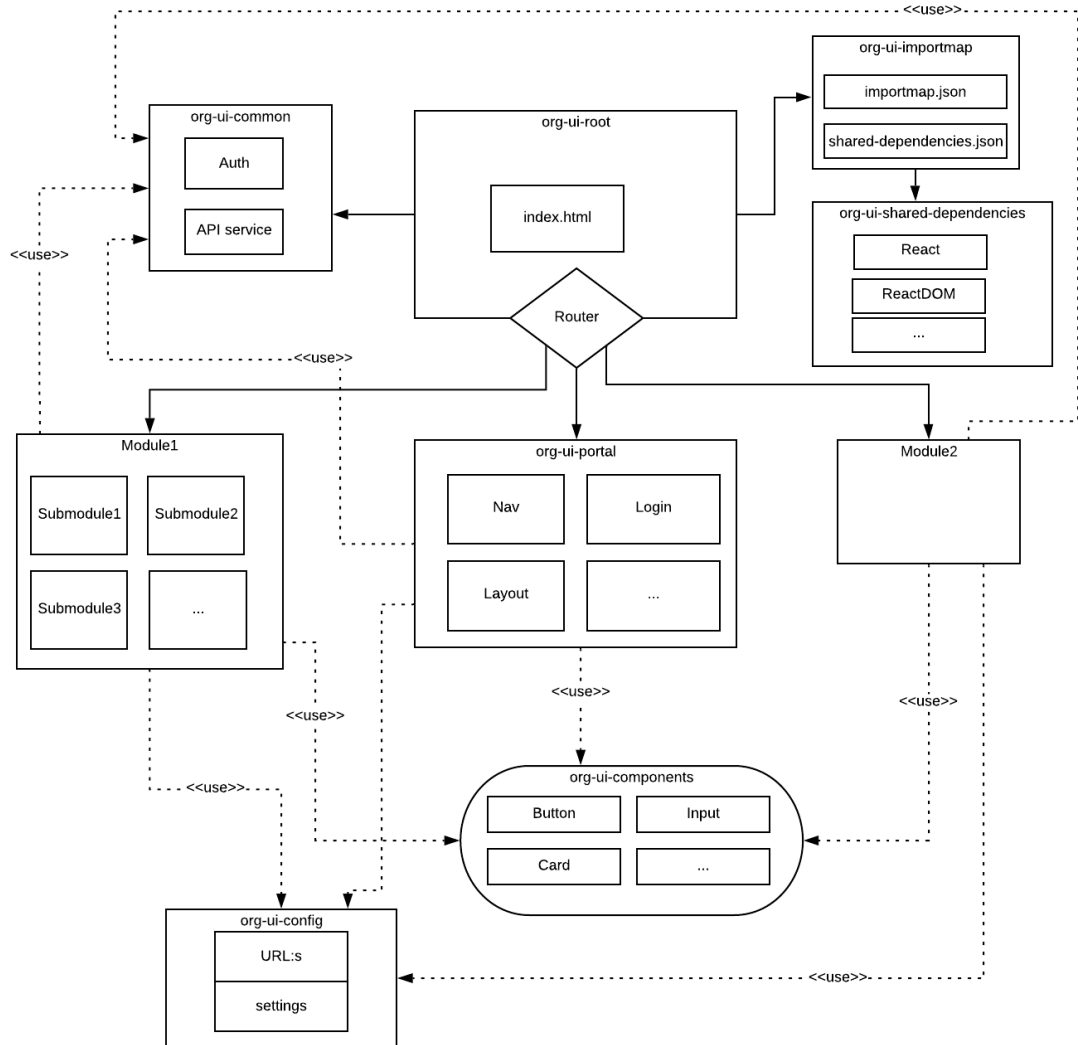 <<use>>
org-ui-importmap
importmap.json
shared-dependencies.json
org-ui-common
Auth
API service
org-ui-root
index.html
Router
org-ui-shared-dependencies
React
ReactDOM
...
<<use>>
<<use>>
Module1
Submodule1
Submodule2
Submodule3
...
org-ui-portal
Nav
Login
Layout
...
Module2
<<use>>
<<use>>
<<use>>
<<use>>
org-ui-components
Button
Input
Card
...
org-ui-config
URL:s
settings
<<use>>